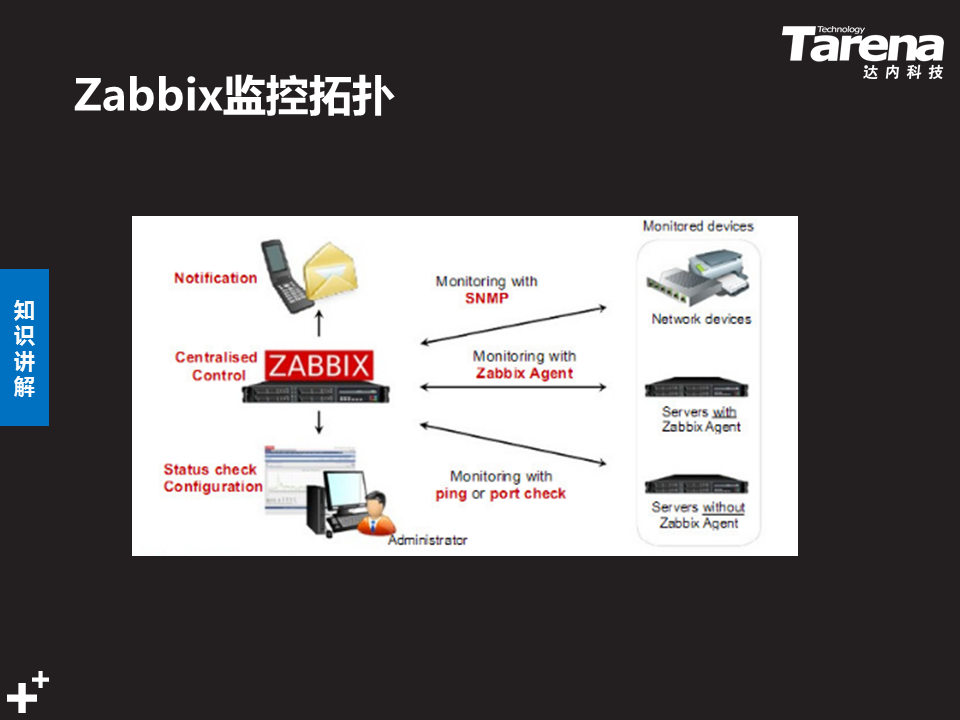 Technology
Tarena
达内科技
Zabbix监控拓扑
知识讲解
Monitored devices
Notification
Monitoring with
SNMP
Network devices
Centralised
Control
ZABBIX
Monitoring with
Zabbix Agent
Servers with
Zabbix Agent
Status check
Configuration
Monitoring with
ping or port check
Servers without
Zabbix Agent
Administrator